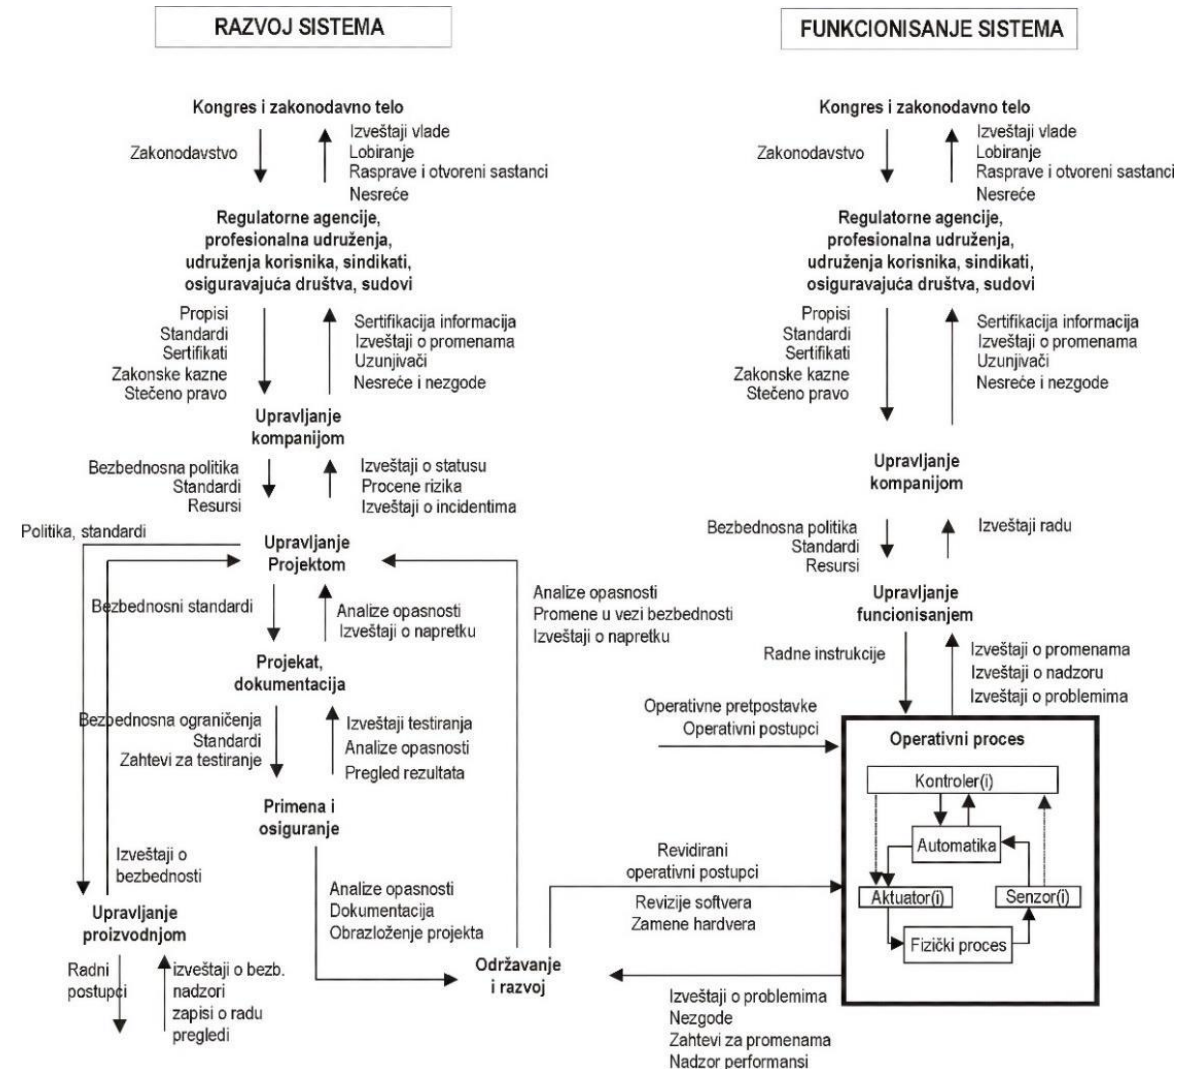 RAZVOJ SISTEMA
Kongres i zakonodavno telo
Zakonodavstvo
Izveštaji vlade
Lobiranje
Rasprave i otvoreni sastanci
Nesreće
Regulatorne agencije,
profesionalna udruženja,
udruženja korisnika, sindikati,
osiguravajuća društva, sudovi
Propisi
Standardi
Sertifikati
Zakonske kazne
Stečeno pravo
Sertifikacija informacija
Izveštaji o promenama
Uzunjivači
Nesreće i nezgode
Upravljanje
kompanijom
Bezbednosna politika
Standardi
Resursi
Izveštaji o statusu
Procene rizika
Izveštaji o incidentima
Politika, standardi
Upravljanje
Projektom
Bezbednosni standardi
Analize opasnosti
Izveštaji o napretku
Projekat,
dokumentacija
Bezbednosna ograničenja
Standardi
Zahtevi za testiranje
Izveštaji testiranja
Analize opasnosti
Pregled rezultata
Primena i
osiguranje
Izveštaji o
bezbednosti
Upravljanje
proizvodnjom
Radni
postupci
izveštaji o bezb.
nadzori
zapisi o radu
pregledi
Analize opasnosti
Dokumentacija
Obrazloženje projekta
Održavanje
i razvoj
Analize opasnosti
Promene u vezi bezbednosti
Izveštaji o napretku
FUNKCIONISANJE SISTEMA
Kongres i zakonodavno telo
Zakonodavstvo
Izveštaji vlade
Lobiranje
Rasprave i otvoreni sastanci
Nesreće
Regulatorne agencije,
profesionalna udruženja,
udruženja korisnika, sindikati,
osiguravajuća društva, sudovi
Propisi
Standardi
Sertifikati
Zakonske kazne
Stečeno pravo
Sertifikacija informacija
Izveštaji o promenama
Uzunjivači
Nesreće i nezgode
Upravljanje
kompanijom
Bezbednosna politika
Standardi
Resursi
Izveštaji radu
Upravljanje
funcionisanjem
Radne instrukcije
Izveštaji o promenama
Izveštaji o nadzoru
Izveštaji o problemima
Operativne pretpostavke
Operativni postupci
Operativni proces
Kontroler(i)
Automatika
Aktuator(i)
Senzor(i)
Fizički proces
Revidirani
operativni postupci
Revizije softvera
Zamene hardvera
Izveštaji o problemima
Nezgode
Zahtevi za promenama
Nadzor performansi